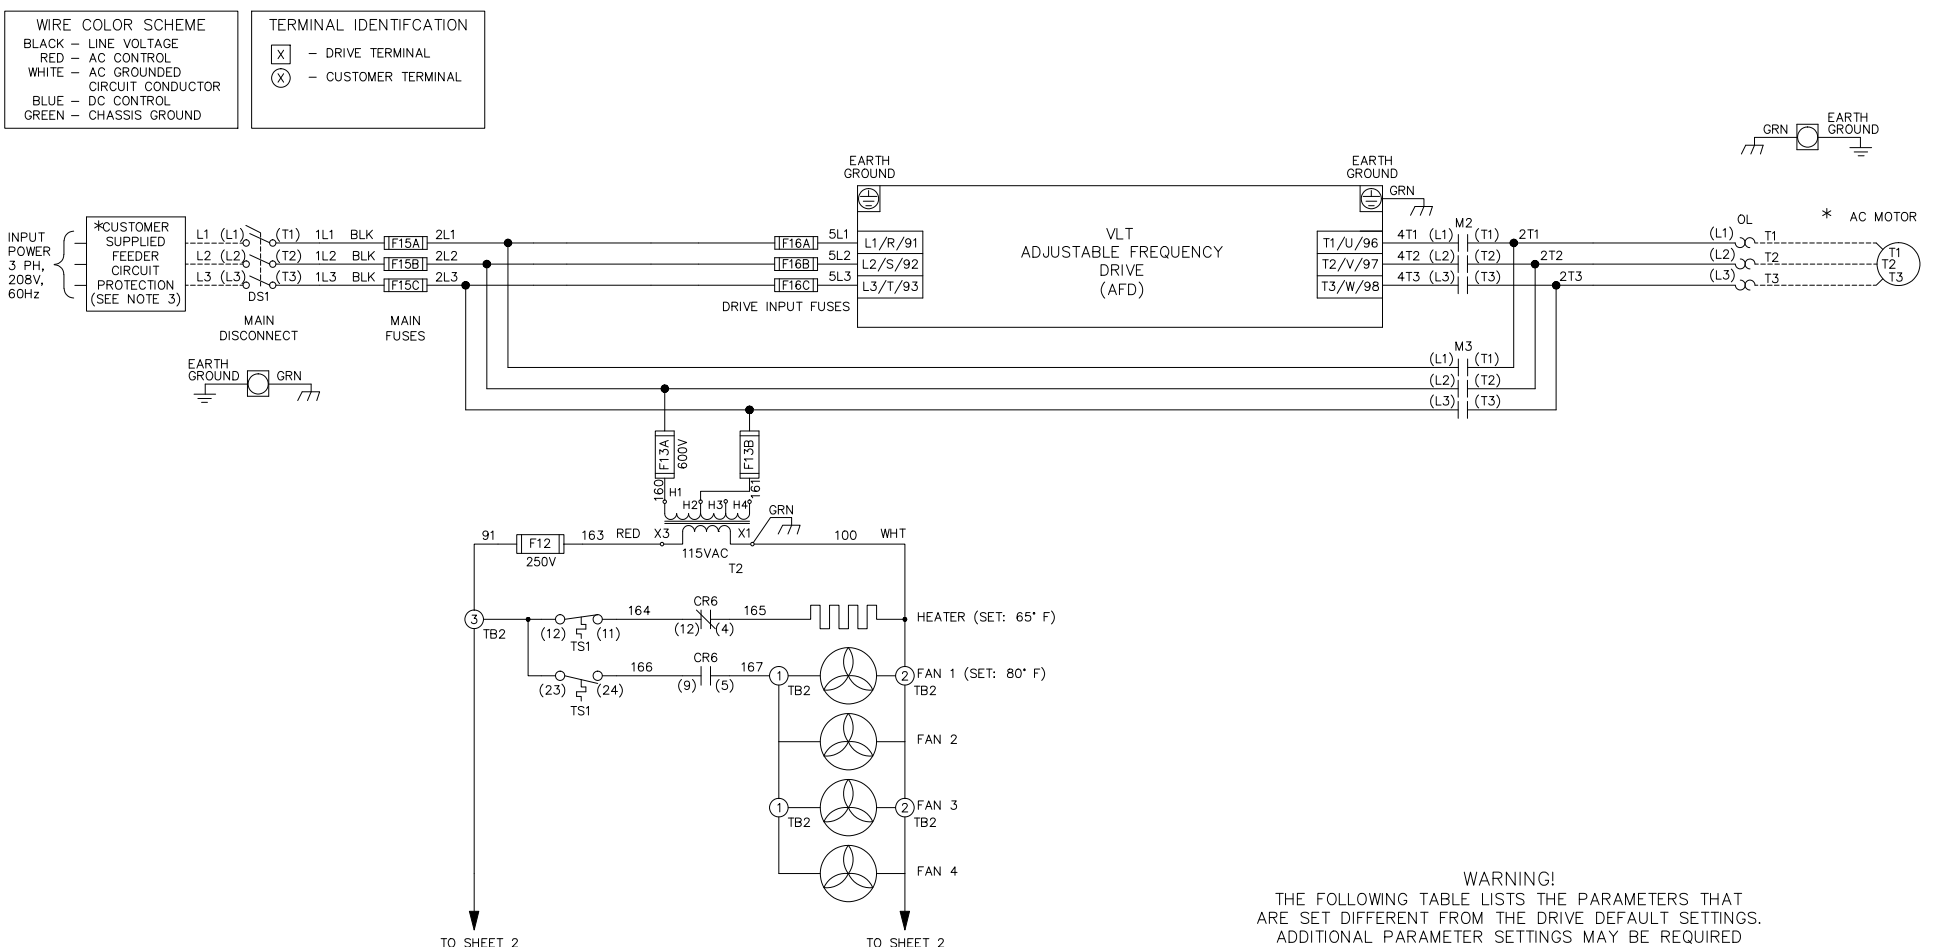 WIRE COLOR SCHEME
BLACK – LINE VOLTAGE
RED – AC CONTROL
WHITE – AC GROUNDED
CIRCUIT CONDUCTOR
BLUE – DC CONTROL
GREEN – CHASSIS GROUND
TERMINAL IDENTIFCATION
X – DRIVE TERMINAL
X – CUSTOMER TERMINAL
GRN
EARTH
GROUND
INPUT
POWER
3 PH,
208V,
60Hz
*CUSTOMER
SUPPLIED
FEEDER
CIRCUIT
PROTECTION
(SEE NOTE 3)
L1 (L1) (T1) 1L1 BLK F15A 2L1
L2 (L2) (T2) 1L2 BLK F15B 2L2
L3 (L3) (T3) 1L3 BLK F15C 2L3
DS1
MAIN
DISCONNECT
MAIN
FUSES
EARTH
GROUND
GRN
F16A 5L1 L1/R/91
F16B 5L2 L2/S/92
F16C 5L3 L3/T/93
DRIVE INPUT FUSES
EARTH
GROUND
VLT
ADJUSTABLE FREQUENCY
DRIVE
(AFD)
EARTH
GROUND
GRN
M2
T1/U/96 4T1 (L1) (T1) 2T1
T2/V/97 4T2 (L2) (T2) 2T2
T3/W/98 4T3 (L3) (T3) 2T3
OL
* AC MOTOR
(L1) T1
(L2) T2
(L3) T3
T1
T2
T3
M3
(L1) (T1)
(L2) (T2)
(L3) (T3)
F13A
600V
F13B
160
H1
H2
H3
H4
161
GRN
91 F12 163 RED X3 X1 100 WHT
250V
115VAC
T2
3
TB2
(12) (11) 164 CR6 165 HEATER (SET: 65° F)
TS1
(12) (4)
(23) (24) 166 CR6 167 1 2 FAN 1 (SET: 80° F)
TS1
(9) (5)
TB2 TB2
FAN 2
1 2 FAN 3
TB2 TB2
FAN 4
TO SHEET 2
TO SHEET 2
WARNING!
THE FOLLOWING TABLE LISTS THE PARAMETERS THAT
ARE SET DIFFERENT FROM THE DRIVE DEFAULT SETTINGS.
ADDITIONAL PARAMETER SETTINGS MAY BE REQUIRED